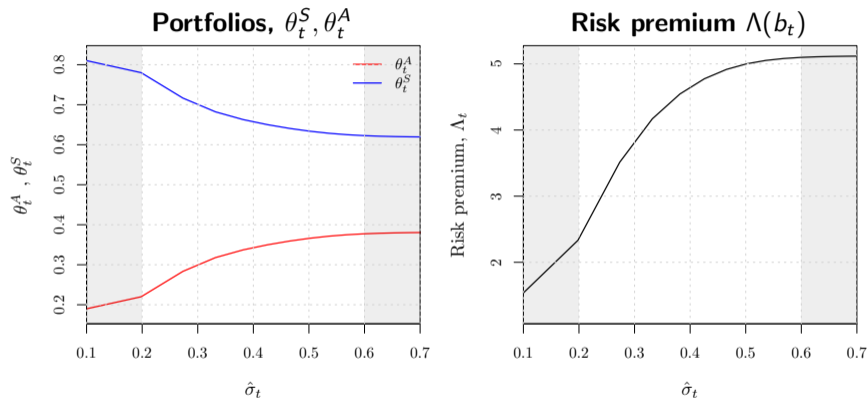 Portfolios, θ_t^S, θ_t^A
θ_t^A , θ_t^S
0.8
0.7
0.6
0.5
0.4
0.3
0.2
θ_t^A
θ_t^S
0.1 0.2 0.3 0.4 0.5 0.6 0.7
σ̂_t
Risk premium Λ(b_t)
Risk premium, Λ_t
5
4
3
2
0.1 0.2 0.3 0.4 0.5 0.6 0.7
σ̂_t